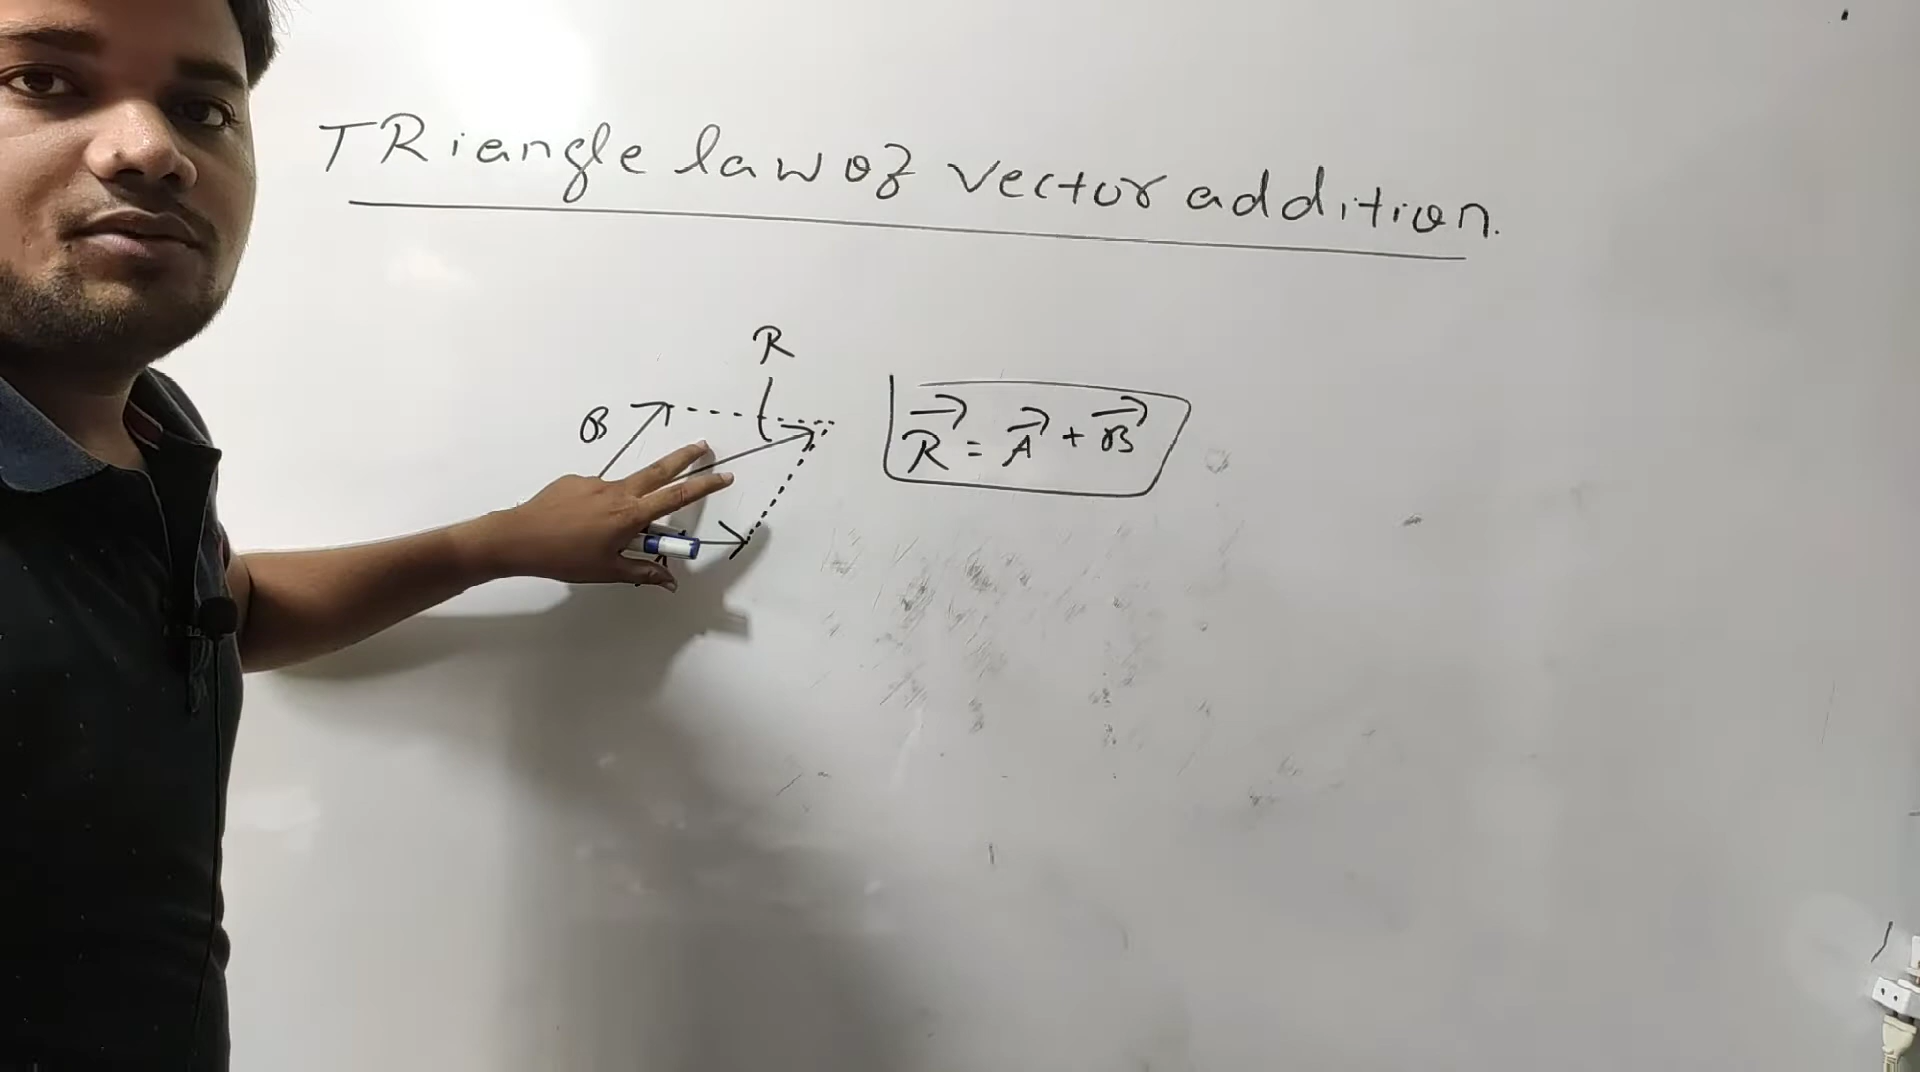 TRiangle law of vector addition.
R
B
R = A + B